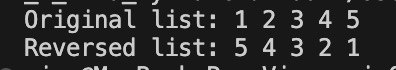 Original list: 1 2 3 4 5
Reversed list: 5 4 3 2 1